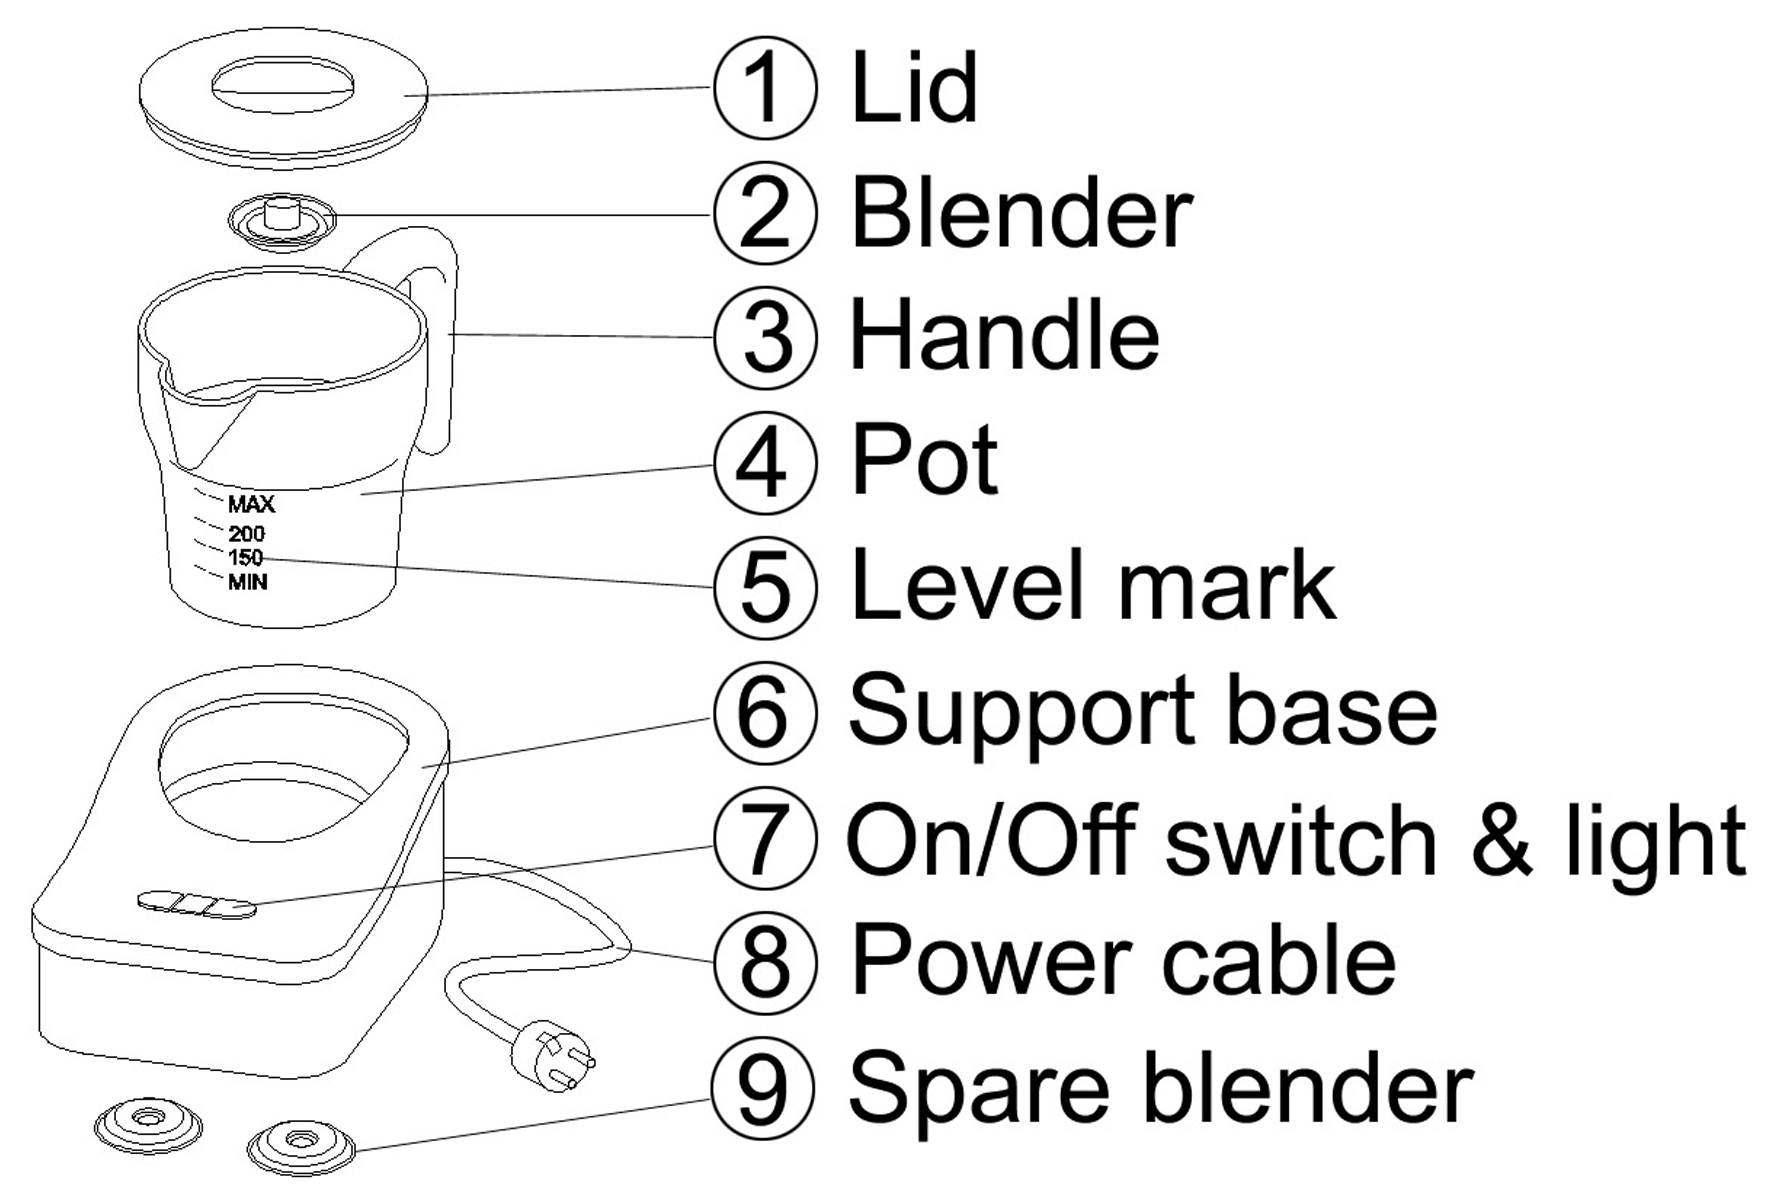 1 Lid
2 Blender
3 Handle
4 Pot
MAX
200
150
MIN
5 Level mark
6 Support base
7 On/Off switch & light
8 Power cable
9 Spare blender